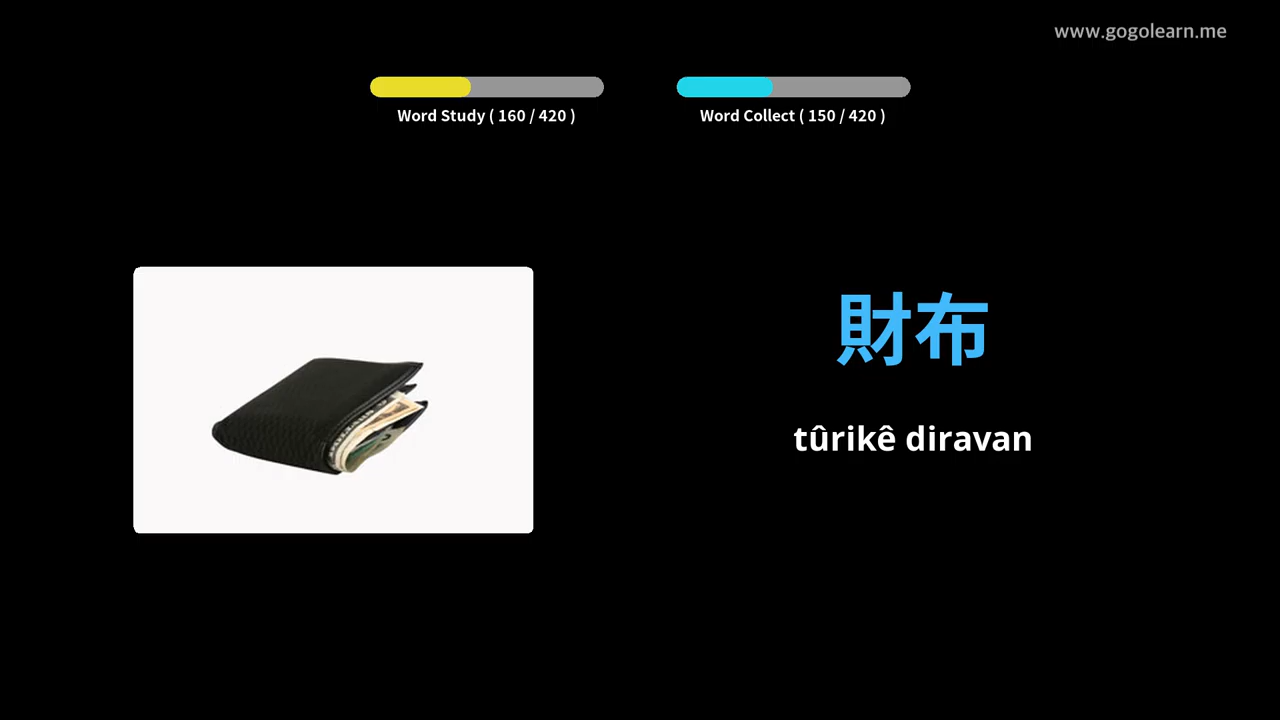 www.gogolearn.me
Word Study ( 160 / 420 )
Word Collect ( 150 / 420 )
財布
tûrikê diravan